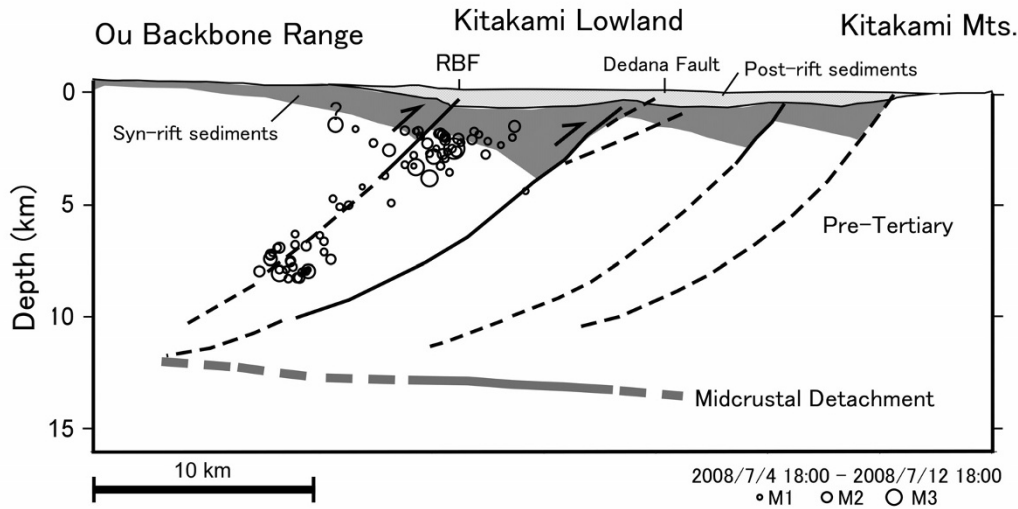 Ou Backbone Range
Kitakami Lowland
Kitakami Mts.
RBF
Dedana Fault
Post-rift sediments
Syn-rift sediments
?
0
5
10
15
Depth (km)
Pre-Tertiary
Midcrustal Detachment
10 km
2008/7/4 18:00 – 2008/7/12 18:00
M1 M2 M3